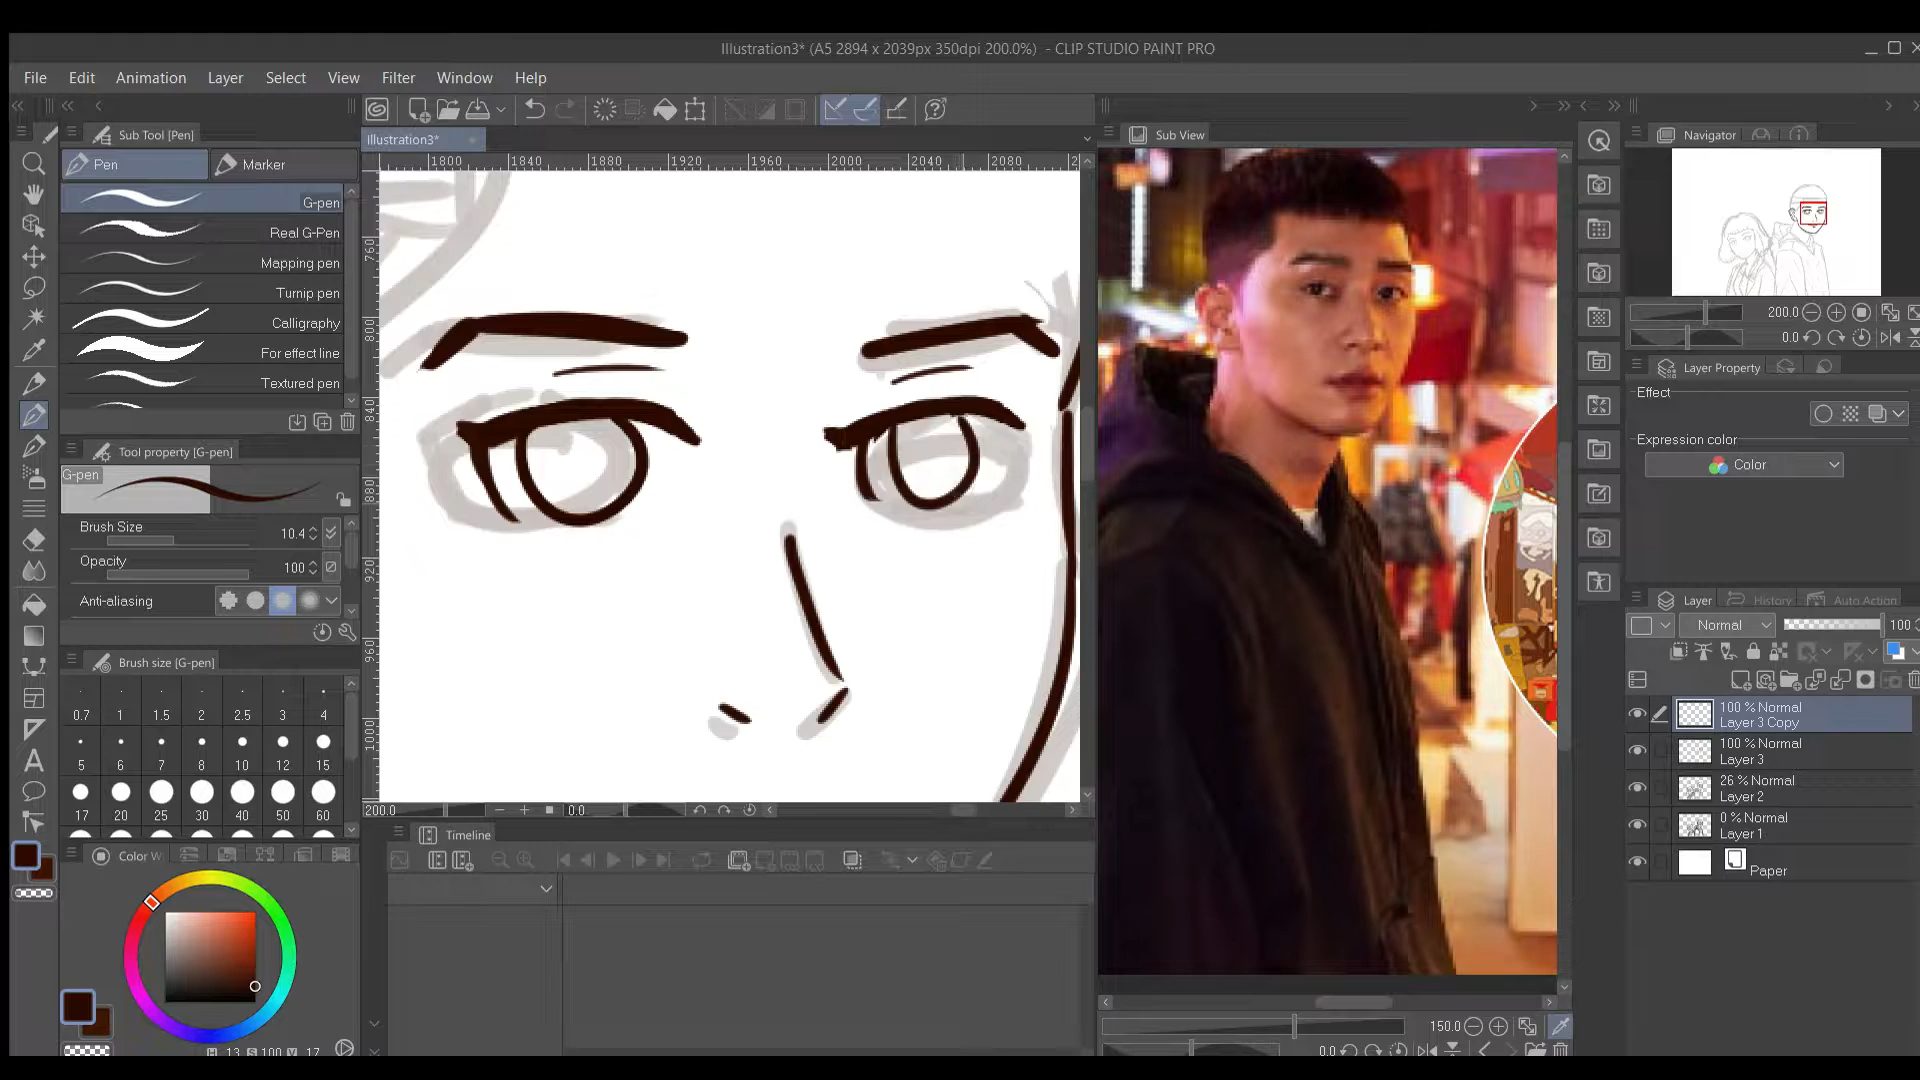 Illustration3* (A5 2894 x 2039px 350dpi 200.0%) - CLIP STUDIO PAINT PRO
File Edit Animation Layer Select View Filter Window Help
Sub Tool [Pen]
Pen Marker
G-pen
Real G-Pen
Mapping pen
Turnip pen
Calligraphy
For effect line
Textured pen
Tool property [G-pen]
G-pen
Brush Size 10.4
Opacity 100
Anti-aliasing
Brush size [G-pen]
0.7 1 1.5 2 2.5 3 4
5 6 7 8 10 12 15
17 20 25 30 40 50 60
Color W
H 13 S 100 V 17
Illustration3*
1800 1840 1880 1920 1960 2000 2040 2080 2
760
800
840
880
920
960
1000
200.0 0.0
Timeline
Sub View
150.0
0.0
Navigator
200.0
0.0
Layer Property
Effect
Expression color
Color
Layer History Auto Action
Normal 100
100 % Normal
Layer 3 Copy
100 % Normal
Layer 3
26 % Normal
Layer 2
0 % Normal
Layer 1
Paper